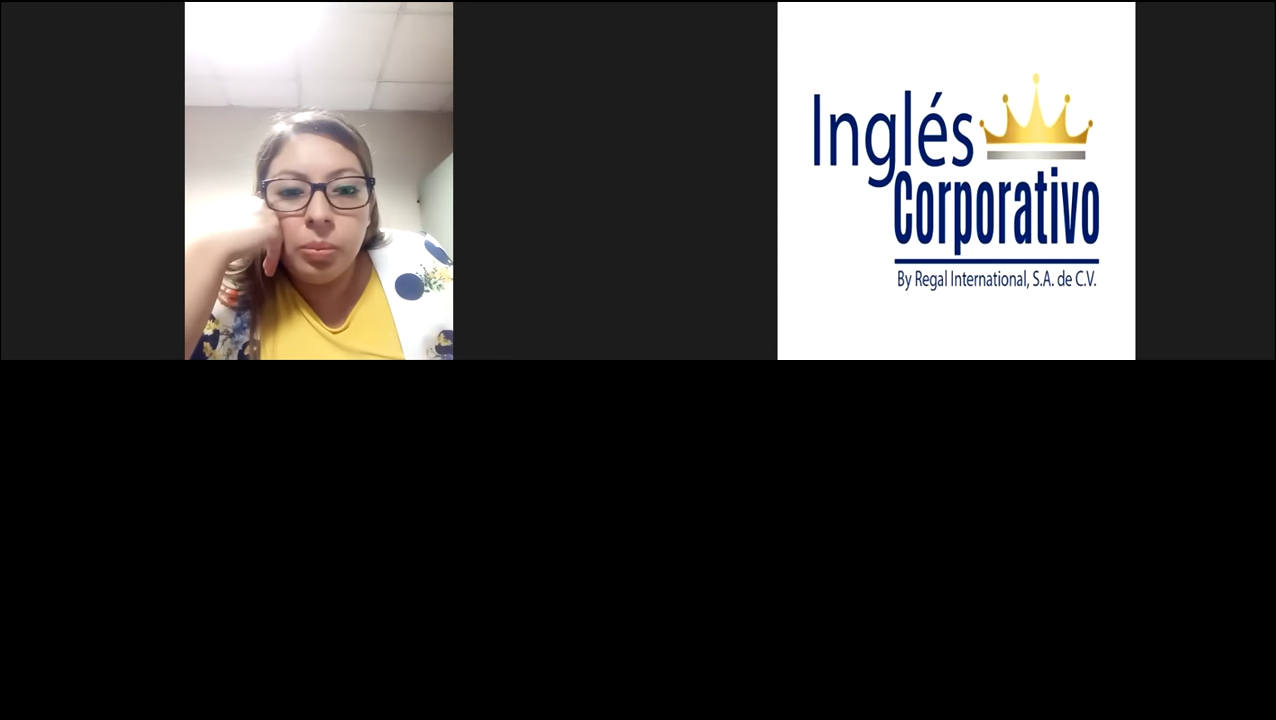 Inglés
Corporativo
By Regal International, S.A. de C.V.